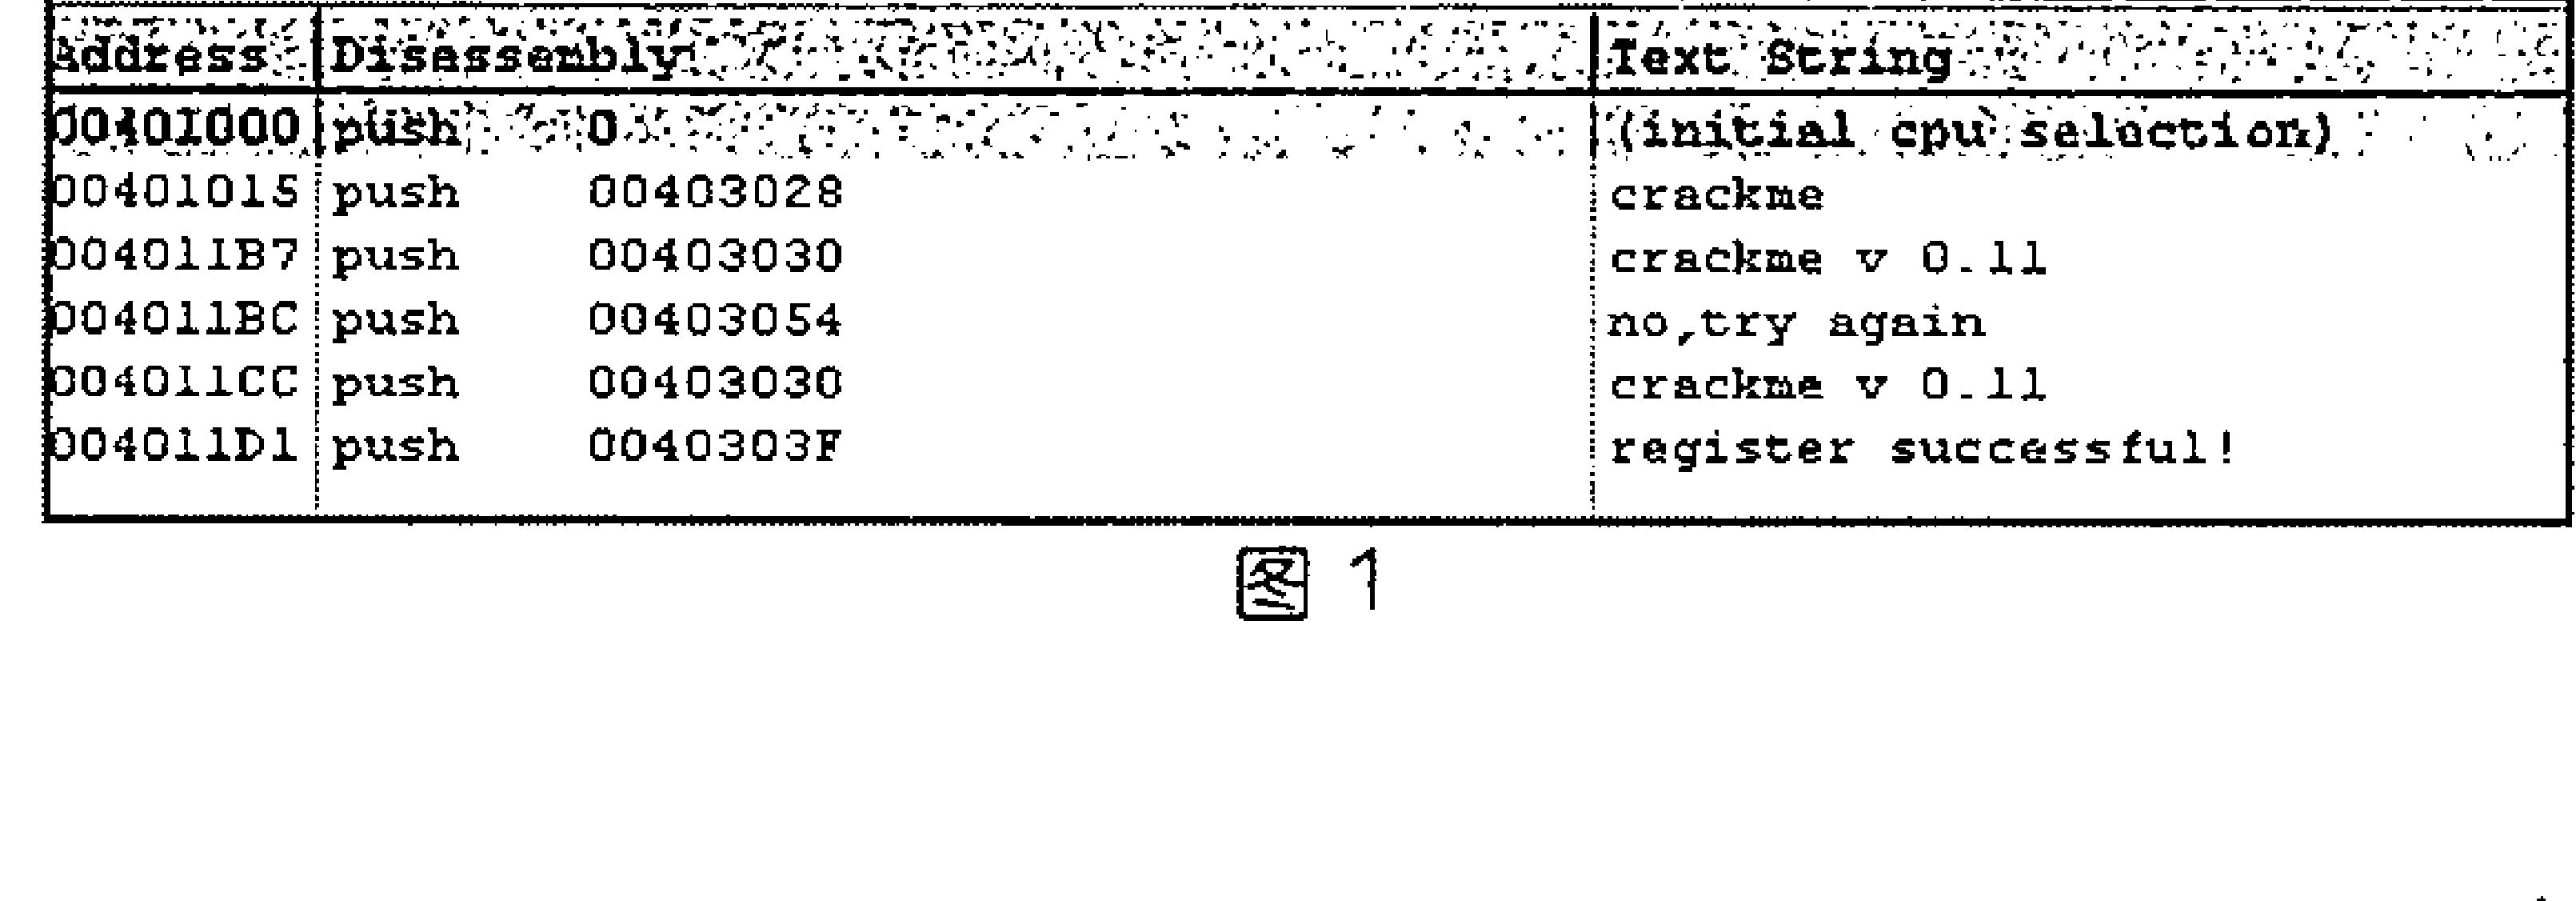 Address Disassembly Text String
00401000 push 0 (initial cpu selection)
00401015 push 00403028 crackme
004011B7 push 00403030 crackme v 0.11
004011BC push 00403054 no,try again
004011CC push 00403030 crackme v 0.11
004011D1 push 0040303F register successful!
图 1